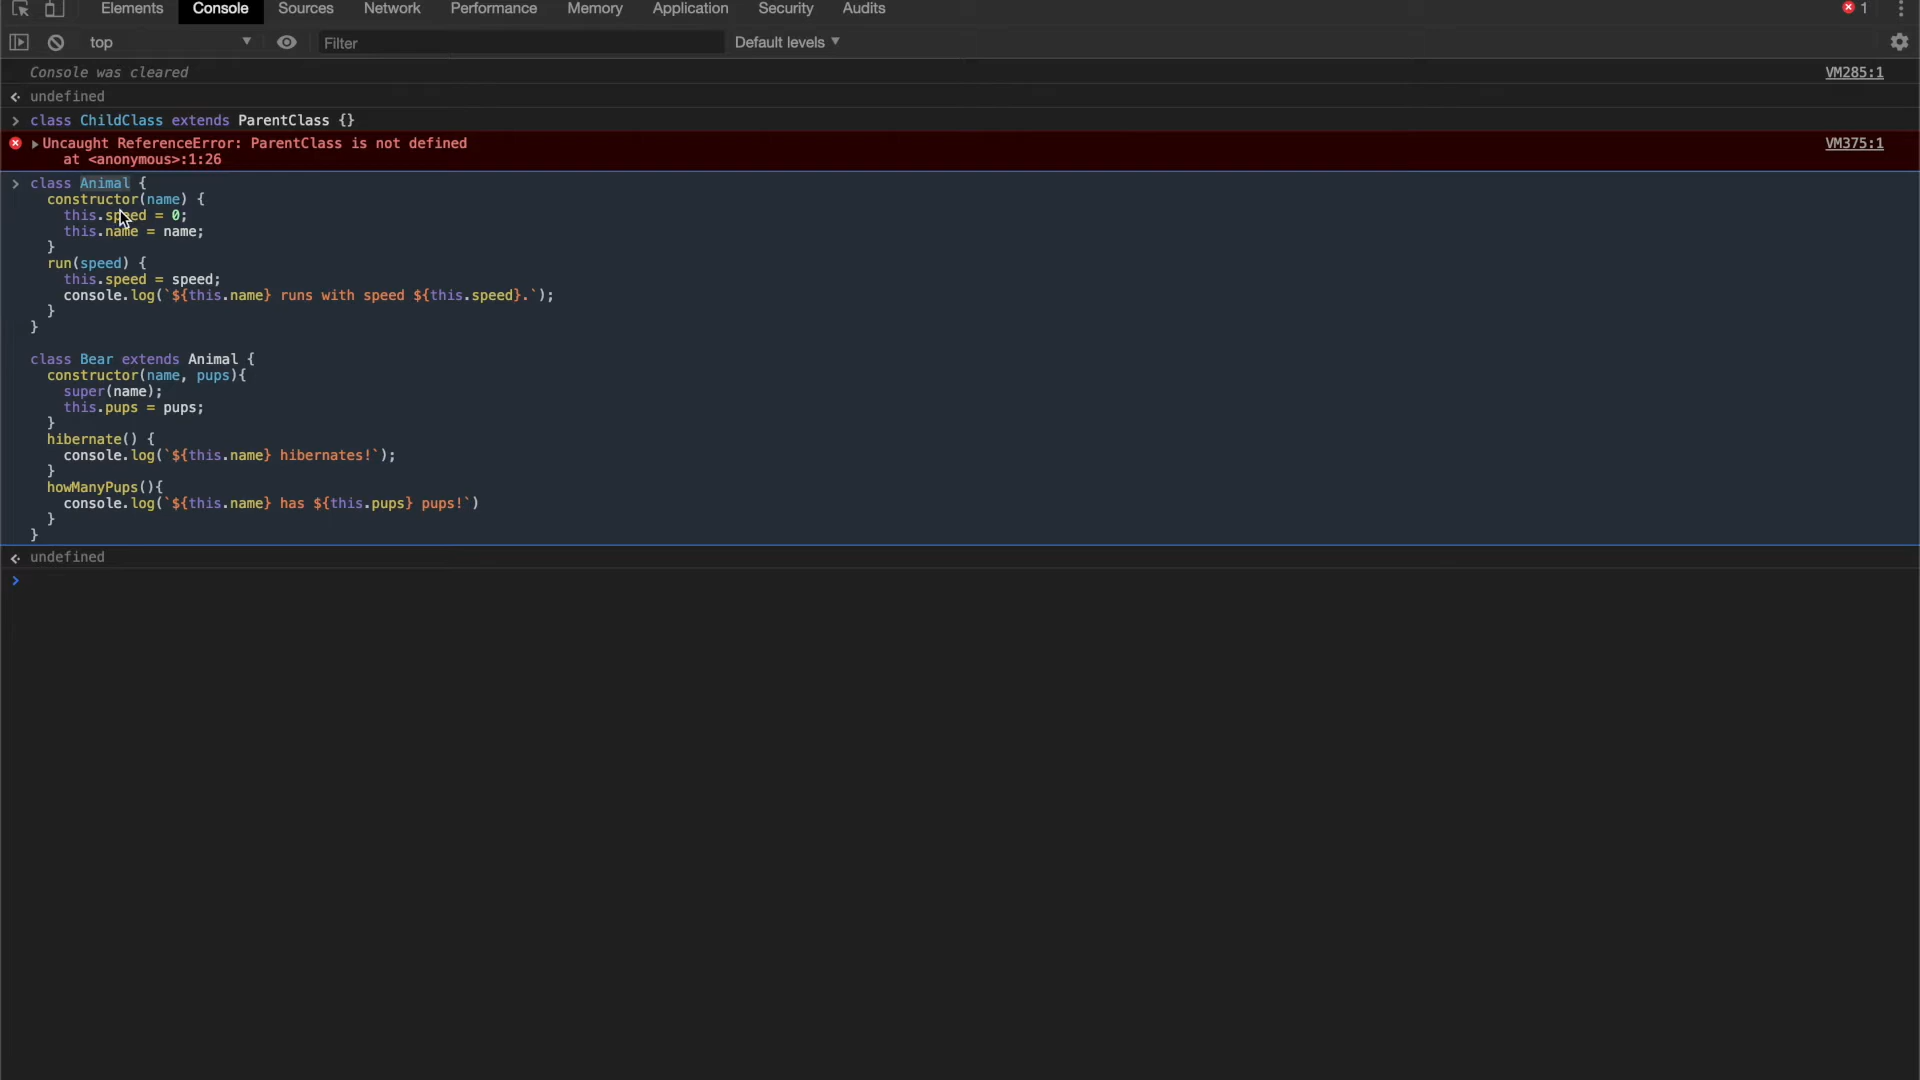 Elements Console Sources Network Performance Memory Application Security Audits 1
top Filter Default levels
Console was cleared VM285:1
undefined
class ChildClass extends ParentClass {}
Uncaught ReferenceError: ParentClass is not defined VM375:1
at <anonymous>:1:26
class Animal {
constructor(name) {
this.speed = 0;
this.name = name;
}
run(speed) {
this.speed = speed;
console.log(`${this.name} runs with speed ${this.speed}.`);
}
}
class Bear extends Animal {
constructor(name, pups){
super(name);
this.pups = pups;
}
hibernate() {
console.log(`${this.name} hibernates!`);
}
howManyPups(){
console.log(`${this.name} has ${this.pups} pups!`)
}
}
undefined